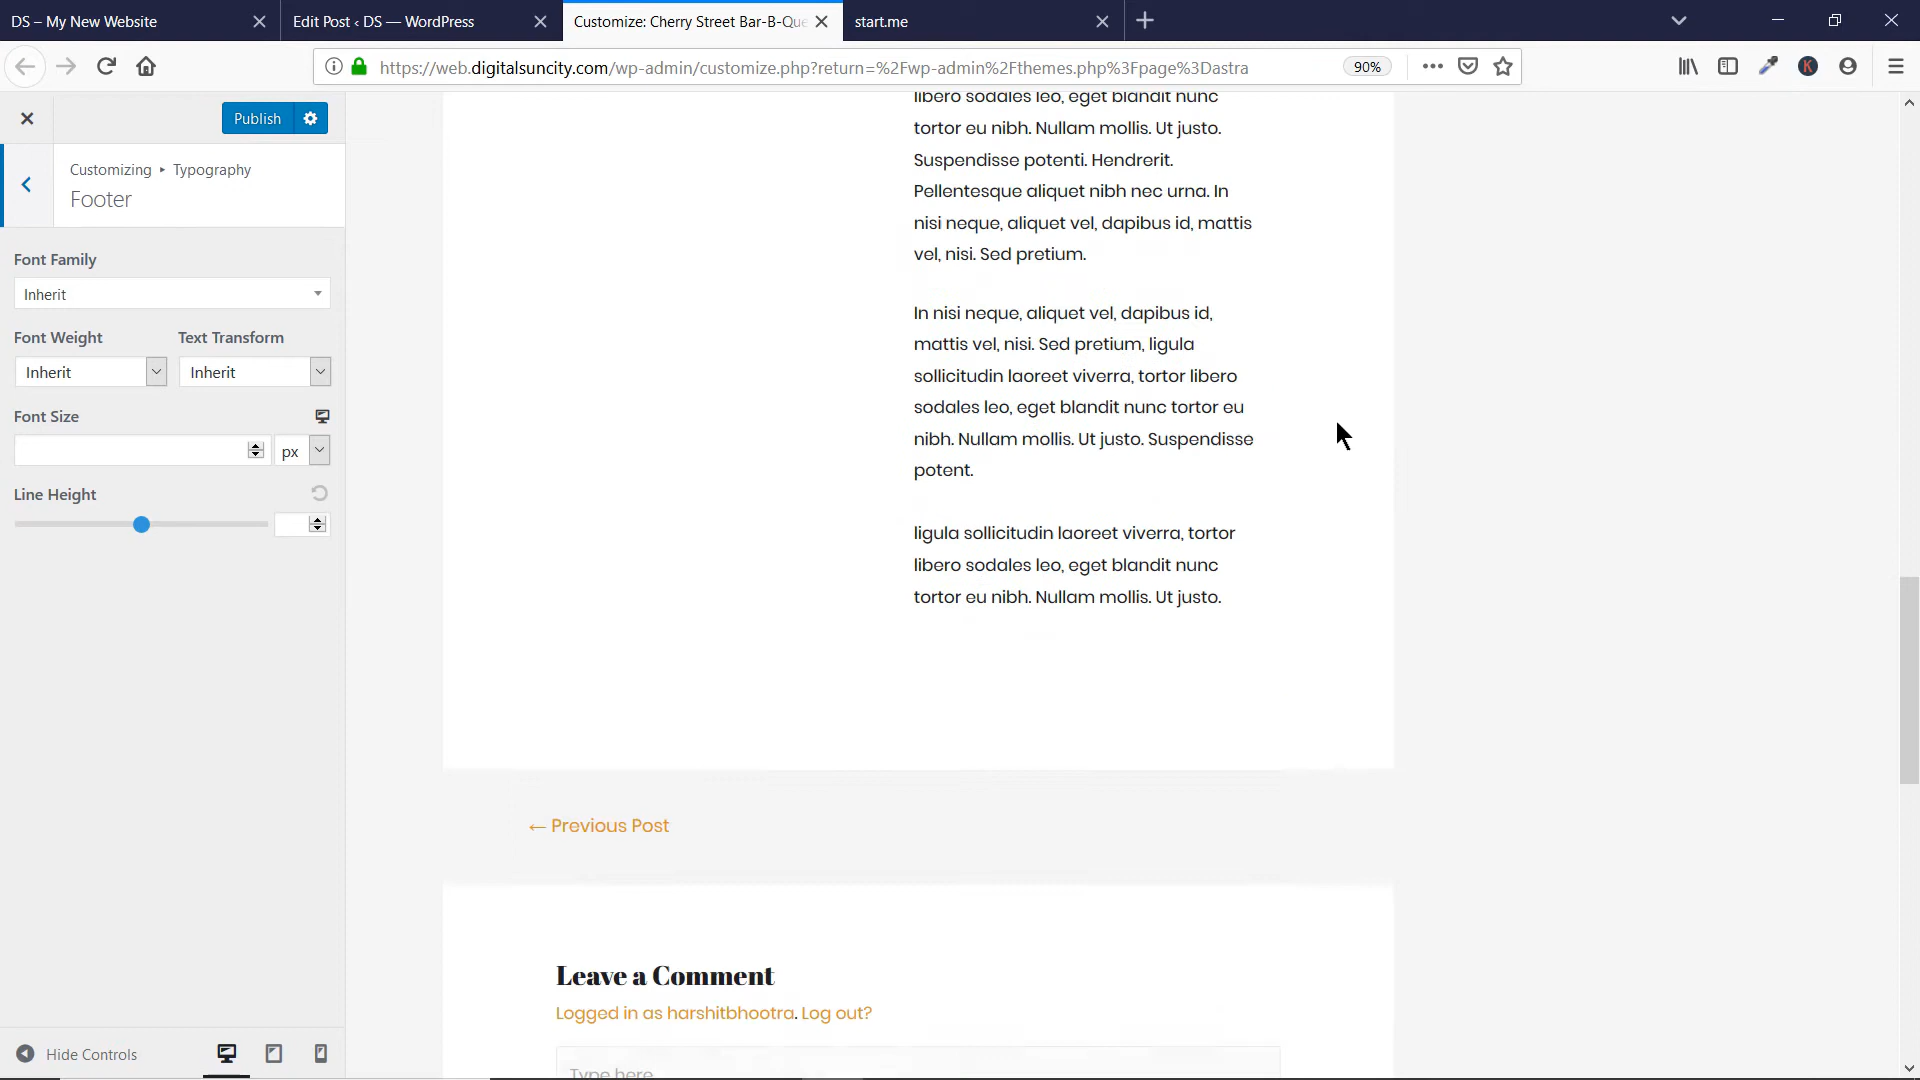 DS – My New Website
Edit Post ‹ DS — WordPress
Customize: Cherry Street Bar-B-Que
start.me
https://web.digitalsuncity.com/wp-admin/customize.php?return=%2Fwp-admin%2Fthemes.php%3Fpage%3Dastra
90%
K
Publish
Customizing ▸ Typography
Footer
Font Family
Inherit
Font Weight
Text Transform
Inherit
Inherit
Font Size
px
Line Height
Hide Controls
libero sodales leo, eget blandit nunc
tortor eu nibh. Nullam mollis. Ut justo.
Suspendisse potenti. Hendrerit.
Pellentesque aliquet nibh nec urna. In
nisi neque, aliquet vel, dapibus id, mattis
vel, nisi. Sed pretium.
In nisi neque, aliquet vel, dapibus id,
mattis vel, nisi. Sed pretium, ligula
sollicitudin laoreet viverra, tortor libero
sodales leo, eget blandit nunc tortor eu
nibh. Nullam mollis. Ut justo. Suspendisse
potent.
ligula sollicitudin laoreet viverra, tortor
libero sodales leo, eget blandit nunc
tortor eu nibh. Nullam mollis. Ut justo.
← Previous Post
Leave a Comment
Logged in as harshitbhootra. Log out?
Type here